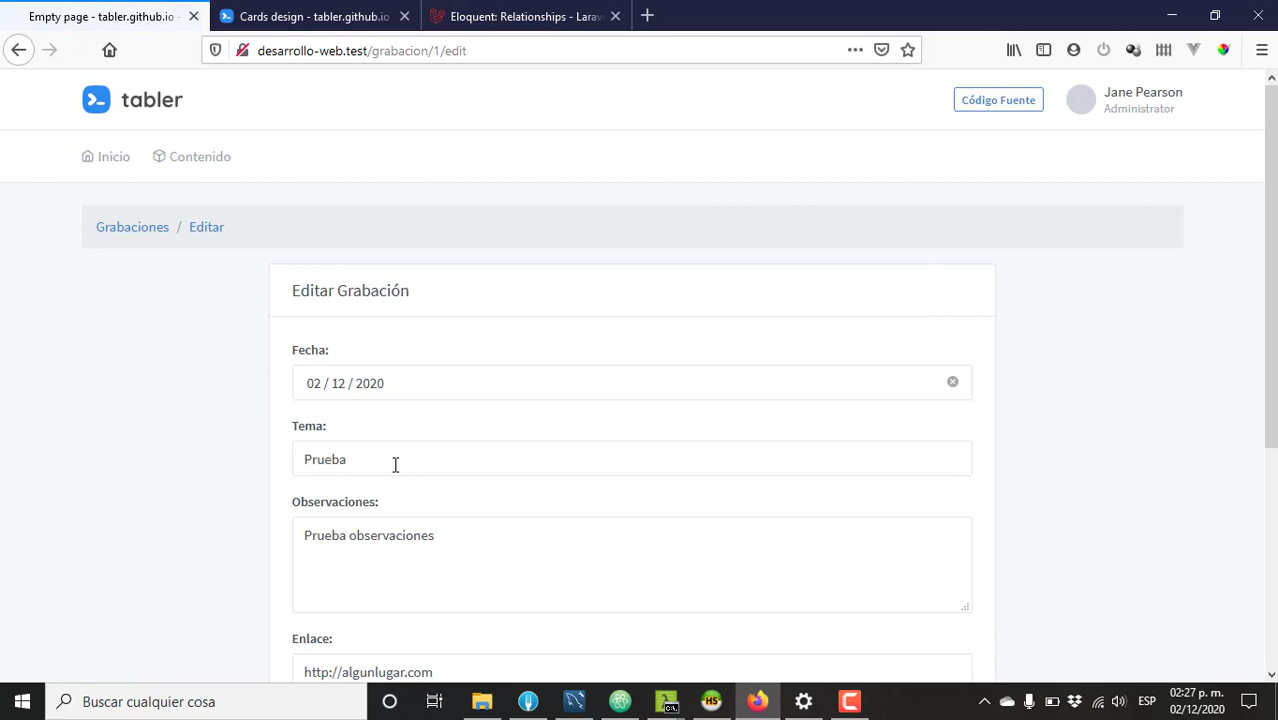 Empty page - tabler.github.io -
Cards design - tabler.github.io
Eloquent: Relationships - Larav
desarrollo-web.test/grabacion/1/edit
tabler
Código Fuente
Jane Pearson
Administrator
Inicio
Contenido
Grabaciones / Editar
Editar Grabación
Fecha:
02 / 12 / 2020
Tema:
Prueba
Observaciones:
Prueba observaciones
Enlace:
http://algunlugar.com
Buscar cualquier cosa
C:\.
HS
ESP
02:27 p. m.
02/12/2020